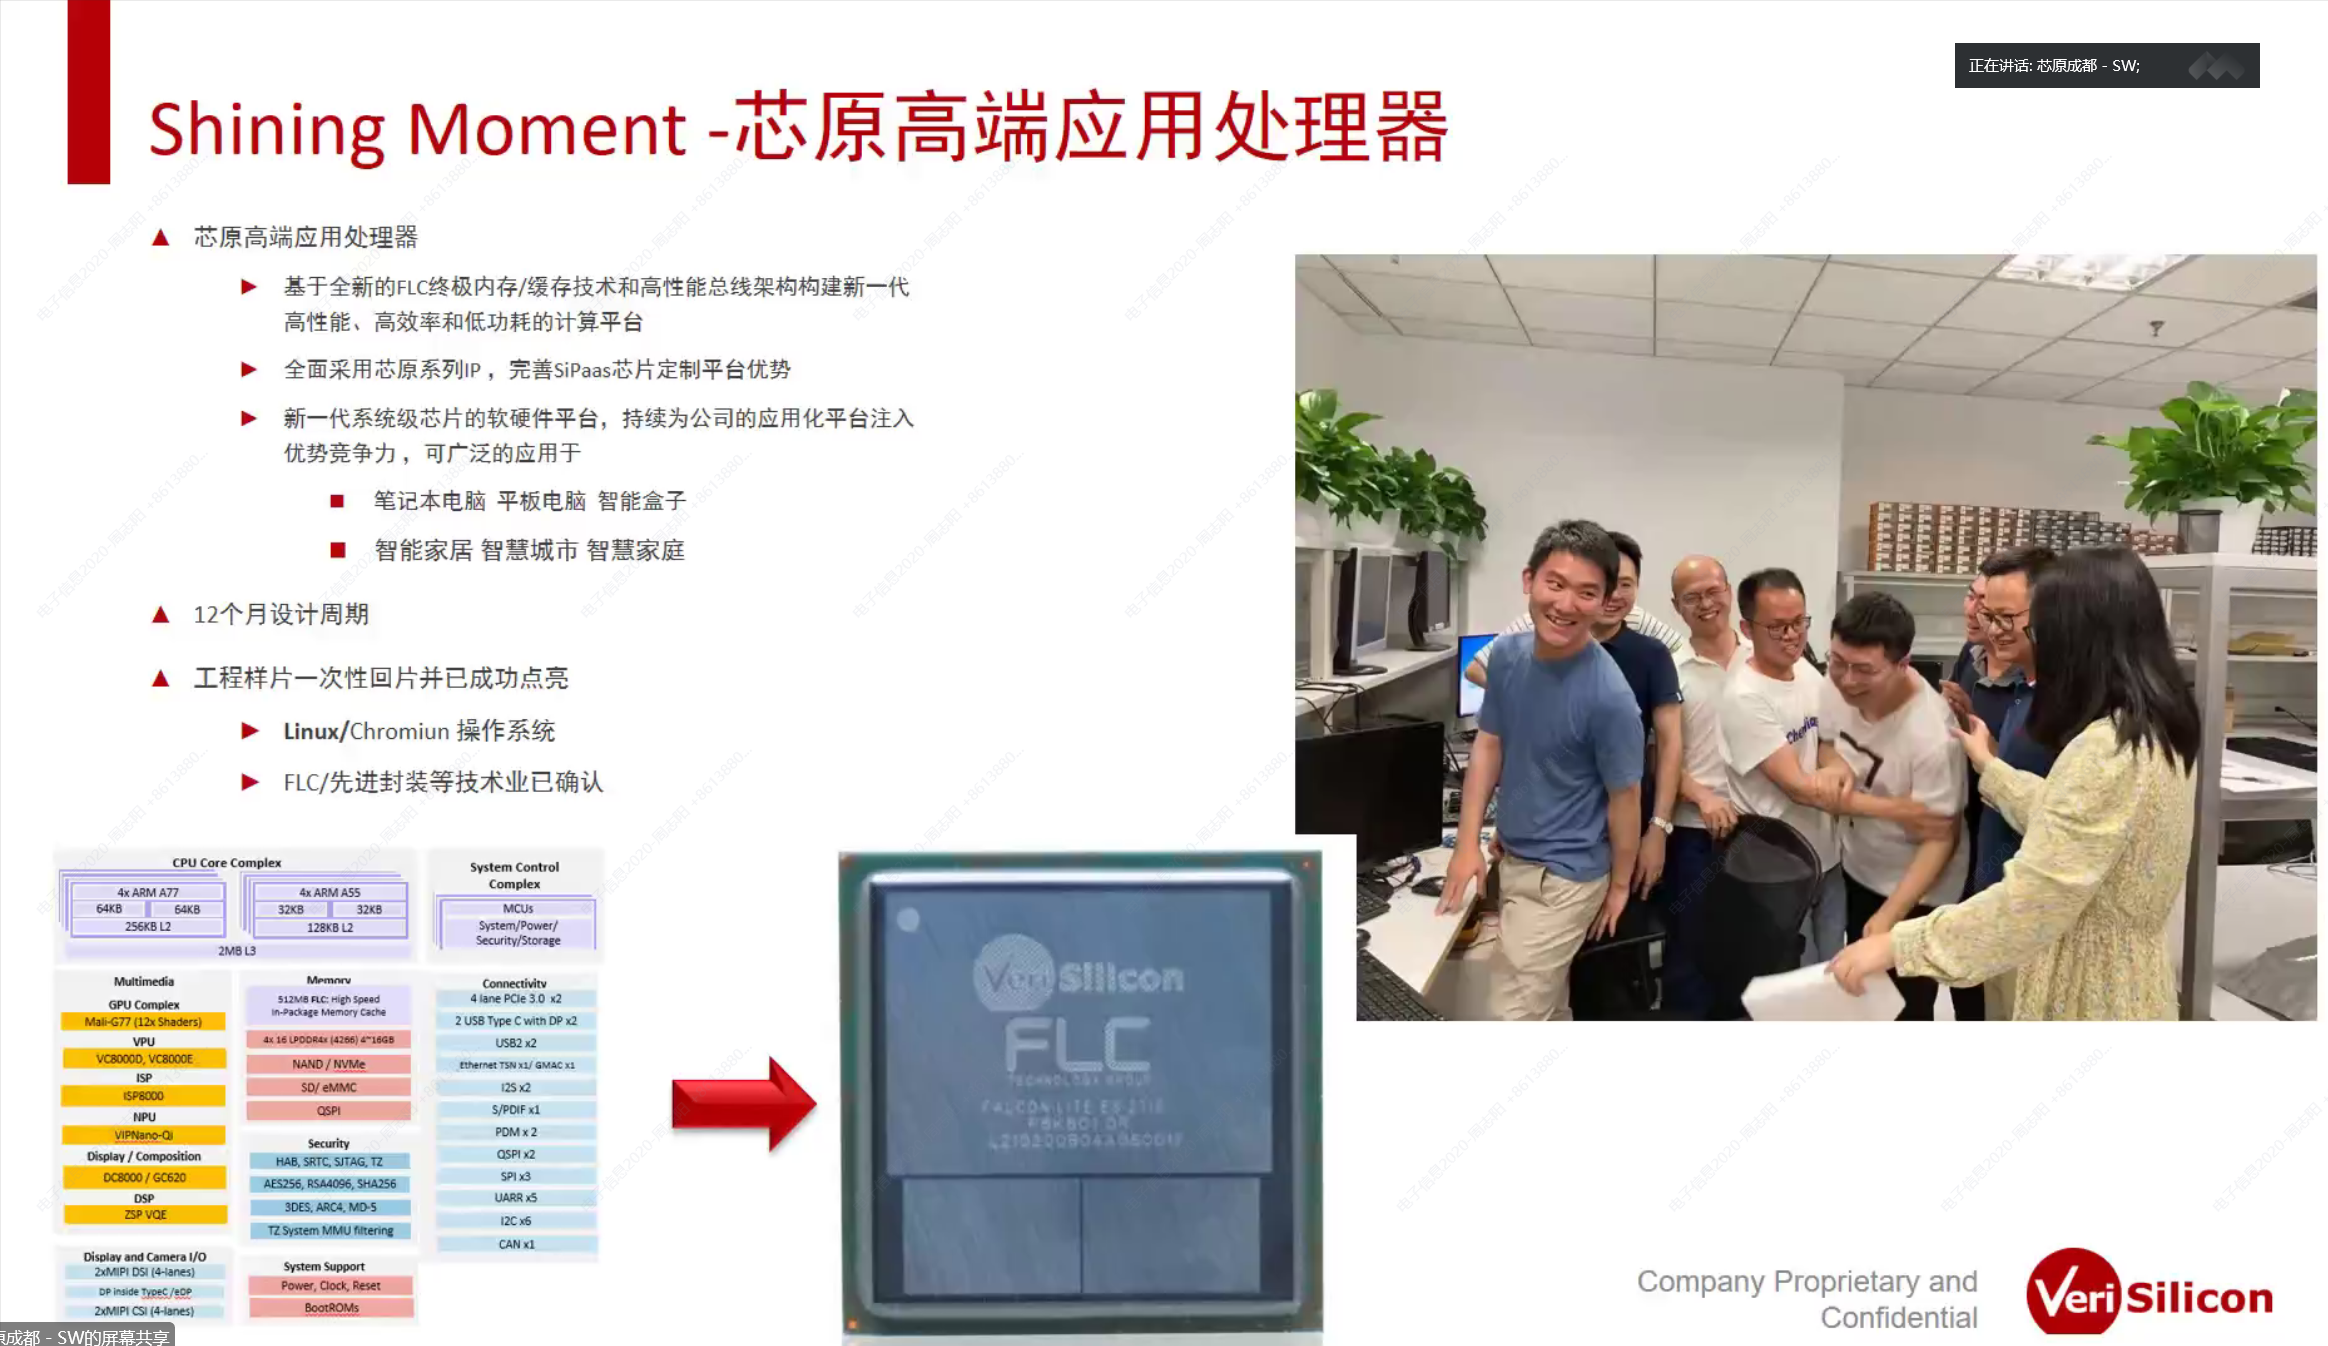 正在讲话: 芯原成都 - SW;
Shining Moment -芯原高端应用处理器
芯原高端应用处理器
基于全新的FLC终极内存/缓存技术和高性能总线架构构建新一代
高性能、高效率和低功耗的计算平台
全面采用芯原系列IP ，完善SiPaas芯片定制平台优势
新一代系统级芯片的软硬件平台，持续为公司的应用化平台注入
优势竞争力 ，可广泛的应用于
笔记本电脑 平板电脑 智能盒子
智能家居 智慧城市 智慧家庭
12个月设计周期
工程样片一次性回片并已成功点亮
Linux/Chromiun 操作系统
FLC/先进封装等技术业已确认
CPU Core Complex
4x ARM A77
64KB
64KB
256KB L2
4x ARM A55
32KB
32KB
128KB L2
2MB L3
System Control
Complex
MCUs
System/Power/
Security/Storage
Multimedia
GPU Complex
Mali-G77 (12x Shaders)
VPU
VC8000D, VC8000E
ISP
ISP8000
NPU
VIPNano-Qi
Display / Composition
DC8000 / GC620
DSP
ZSP VQE
Display and Camera I/O
2xMIPI DSI (4-lanes)
DP inside TypeC /eDP
2xMIPI CSI (4-lanes)
Memory
512MB FLC: High Speed
In-Package Memory Cache
4x 16 LPDDR4x (4266) 4~16GB
NAND / NVMe
SD/ eMMC
QSPI
Security
HAB, SRTC, SJTAG, TZ
AES256, RSA4096, SHA256
3DES, ARC4, MD-5
TZ System MMU filtering
System Support
Power, Clock, Reset
BootROMs
Connectivity
4 lane PCIe 3.0 x2
2 USB Type C with DP x2
USB2 x2
Ethernet TSN x1/ GMAC x1
I2S x2
S/PDIF x1
PDM x 2
QSPI x2
SPI x3
UARR x5
I2C x6
CAN x1
VeriSilicon
FLC
TECHNOLOGY GROUP
Company Proprietary and
Confidential
VeriSilicon
原成都 - SW的屏幕共享